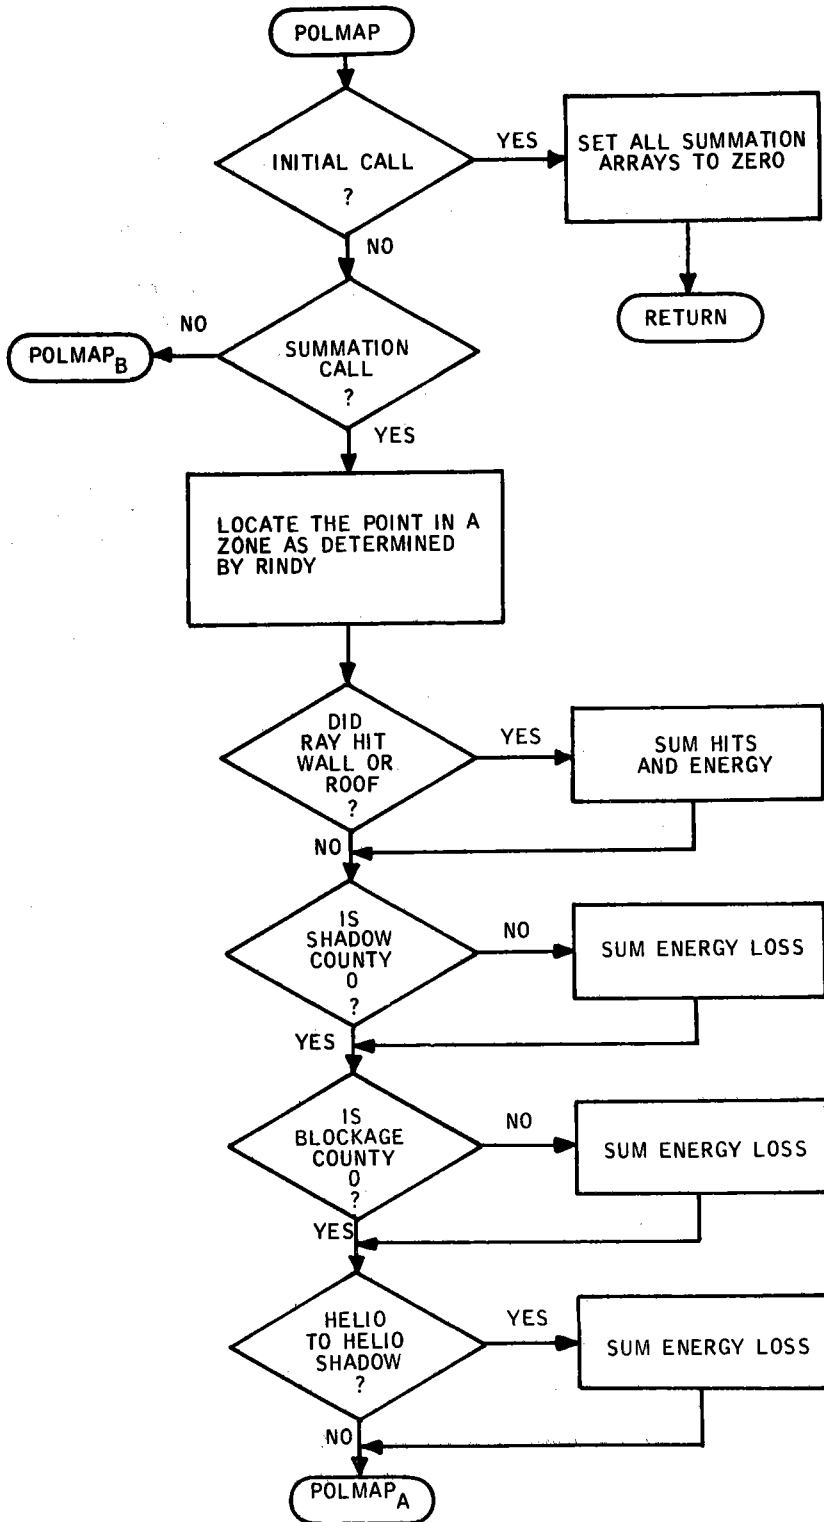 POLMAP
INITIAL CALL
?
YES
SET ALL SUMMATION
ARRAYS TO ZERO
NO
RETURN
NO
POLMAP_B
SUMMATION
CALL
?
YES
LOCATE THE POINT IN A
ZONE AS DETERMINED
BY RINDY
DID
RAY HIT
WALL OR
ROOF
?
YES
SUM HITS
AND ENERGY
NO
IS
SHADOW
COUNTY
0
?
NO
SUM ENERGY LOSS
YES
IS
BLOCKAGE
COUNTY
0
?
NO
SUM ENERGY LOSS
YES
HELIO
TO HELIO
SHADOW
?
YES
SUM ENERGY LOSS
NO
POLMAP_A